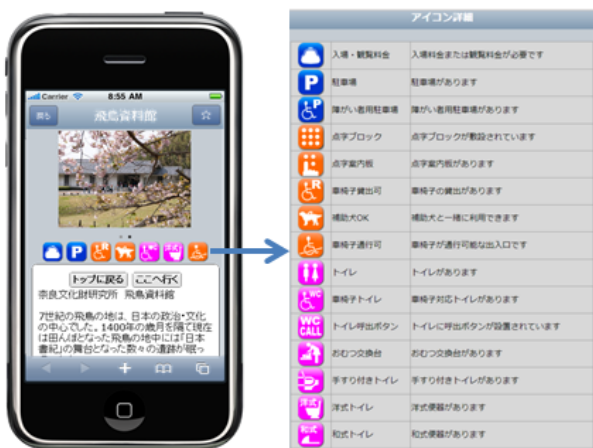 Carrier 8:55 AM
戻る 飛鳥資料館
トップに戻る ここへ行く
奈良文化財研究所 飛鳥資料館
7世紀の飛鳥の地は、日本の政治・文化
の中心でした。1400年の歳月を隔て現在
は田んぼとなった飛鳥の地中には「日本
書紀」の舞台となった数々の遺跡が眠っ
アイコン詳細
入場・観覧料金 入場料金または観覧料金が必要です
P 駐車場 駐車場があります
P 障がい者用駐車場 障がい者用駐車場があります
点字ブロック 点字ブロックが敷設されています
点字案内板 点字案内板があります
R 車椅子貸出可 車椅子の貸出があります
補助犬OK 補助犬と一緒に利用できます
車椅子通行可 車椅子が通行可能な出入口です
トイレ トイレがあります
WC 車椅子トイレ 車椅子対応トイレがあります
WC CALL トイレ呼出ボタン トイレに呼出ボタンが設置されています
おむつ交換台 おむつ交換台があります
手すり付きトイレ 手すり付きトイレがあります
洋式 洋式トイレ 洋式便器があります
和式 和式トイレ 和式便器があります